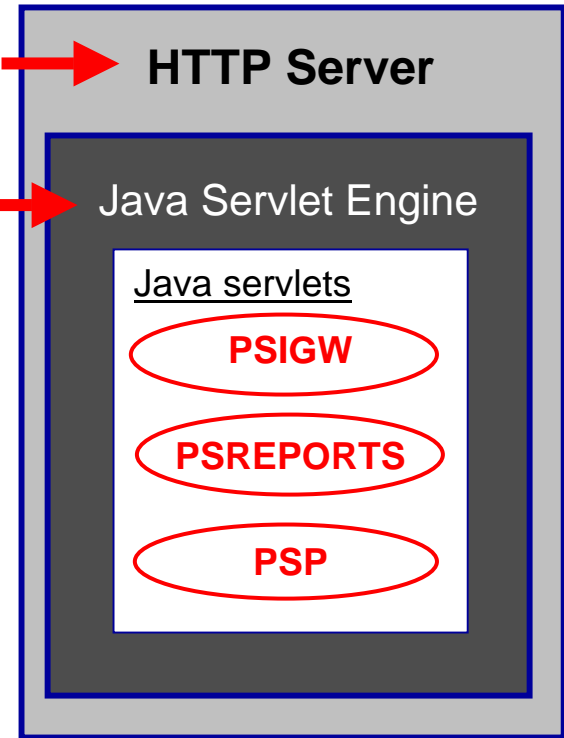 HTTP Server
Java Servlet Engine
Java servlets
PSIGW
PSREPORTS
PSP